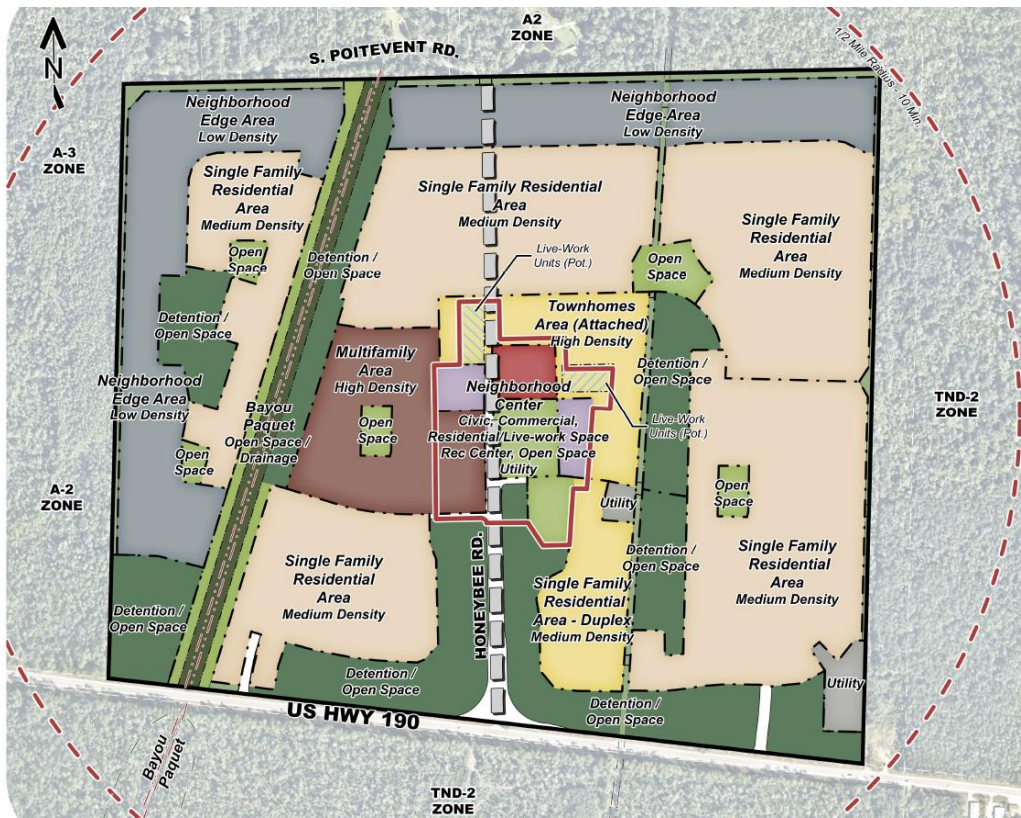 A2
ZONE
N
S. POITEVENT RD.
1/2 Mile Radius - 10 Min.
A-3
ZONE
Neighborhood
Edge Area
Low Density
Neighborhood
Edge Area
Low Density
Single Family
Residential
Area
Medium Density
Single Family Residential
Area
Medium Density
Single Family
Residential
Area
Medium Density
Open
Space
Detention /
Open Space
Live-Work
Units (Pot.)
Open
Space
Detention /
Open Space
Townhomes
Area (Attached)
High Density
Multifamily
Area
High Density
Detention /
Open Space
Neighborhood
Edge Area
Low Density
Bayou
Paquet
Open Space /
Drainage
Open
Space
Neighborhood
Center
Civic, Commercial,
Residential/Live-work Space
Rec Center, Open Space
Utility
Live-Work
Units (Pot.)
TND-2
ZONE
Open
Space
A-2
ZONE
Utility
Open
Space
Single Family
Residential
Area
Medium Density
HONEYBEE RD.
Single Family
Residential
Area - Duplex
Medium Density
Detention /
Open Space
Single Family
Residential
Area
Medium Density
Detention /
Open Space
Detention /
Open Space
Detention /
Open Space
Utility
US HWY 190
Bayou
Paquet
TND-2
ZONE